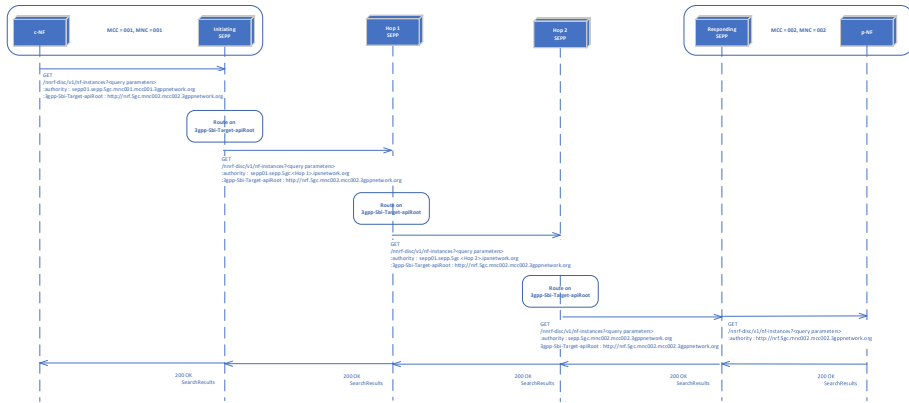 c-NF
MCC = 001, MNC = 001
Initiating
SEPP
Hop 1
SEPP
Hop 2
SEPP
Responding
SEPP
MCC = 002, MNC = 002
p-NF
GET
/nnrf-disc/v1/nf-instances?<query parameters>
:authority : sepp01.sepp.5gc.mnc001.mcc001.3gppnetwork.org
:3gpp-Sbi-Target-apiRoot : http://nrf.5gc.mnc002.mcc002.3gppnetwork.org
Route on
3gpp-Sbi-Target-apiRoot
GET
/nnrf-disc/v1/nf-instances?<query parameters>
:authority : sepp01.sepp.5gc.<Hop 1>.ipxnetwork.org
:3gpp-Sbi-Target-apiRoot : http://nrf.5gc.mnc002.mcc002.3gppnetwork.org
Route on
3gpp-Sbi-Target-apiRoot
GET
/nnrf-disc/v1/nf-instances?<query parameters>
:authority : sepp01.sepp.5gc.<Hop 2>.ipxnetwork.org
:3gpp-Sbi-Target-apiRoot : http://nrf.5gc.mnc002.mcc002.3gppnetwork.org
Route on
3gpp-Sbi-Target-apiRoot
GET
/nnrf-disc/v1/nf-instances?<query parameters>
:authority : sepp.5gc.mnc002.mcc002.3gppnetwork.org
3gpp-Sbi-Target-apiRoot : http://nrf.5gc.mnc002.mcc002.3gppnetwork.org
GET
/nnrf-disc/v1/nf-instances?<query parameters>
:authority : http://nrf.5gc.mnc002.mcc002.3gppnetwork.org
200 OK
SearchResults
200 OK
SearchResults
200 OK
SearchResults
200 OK
SearchResults
200 OK
SearchResults